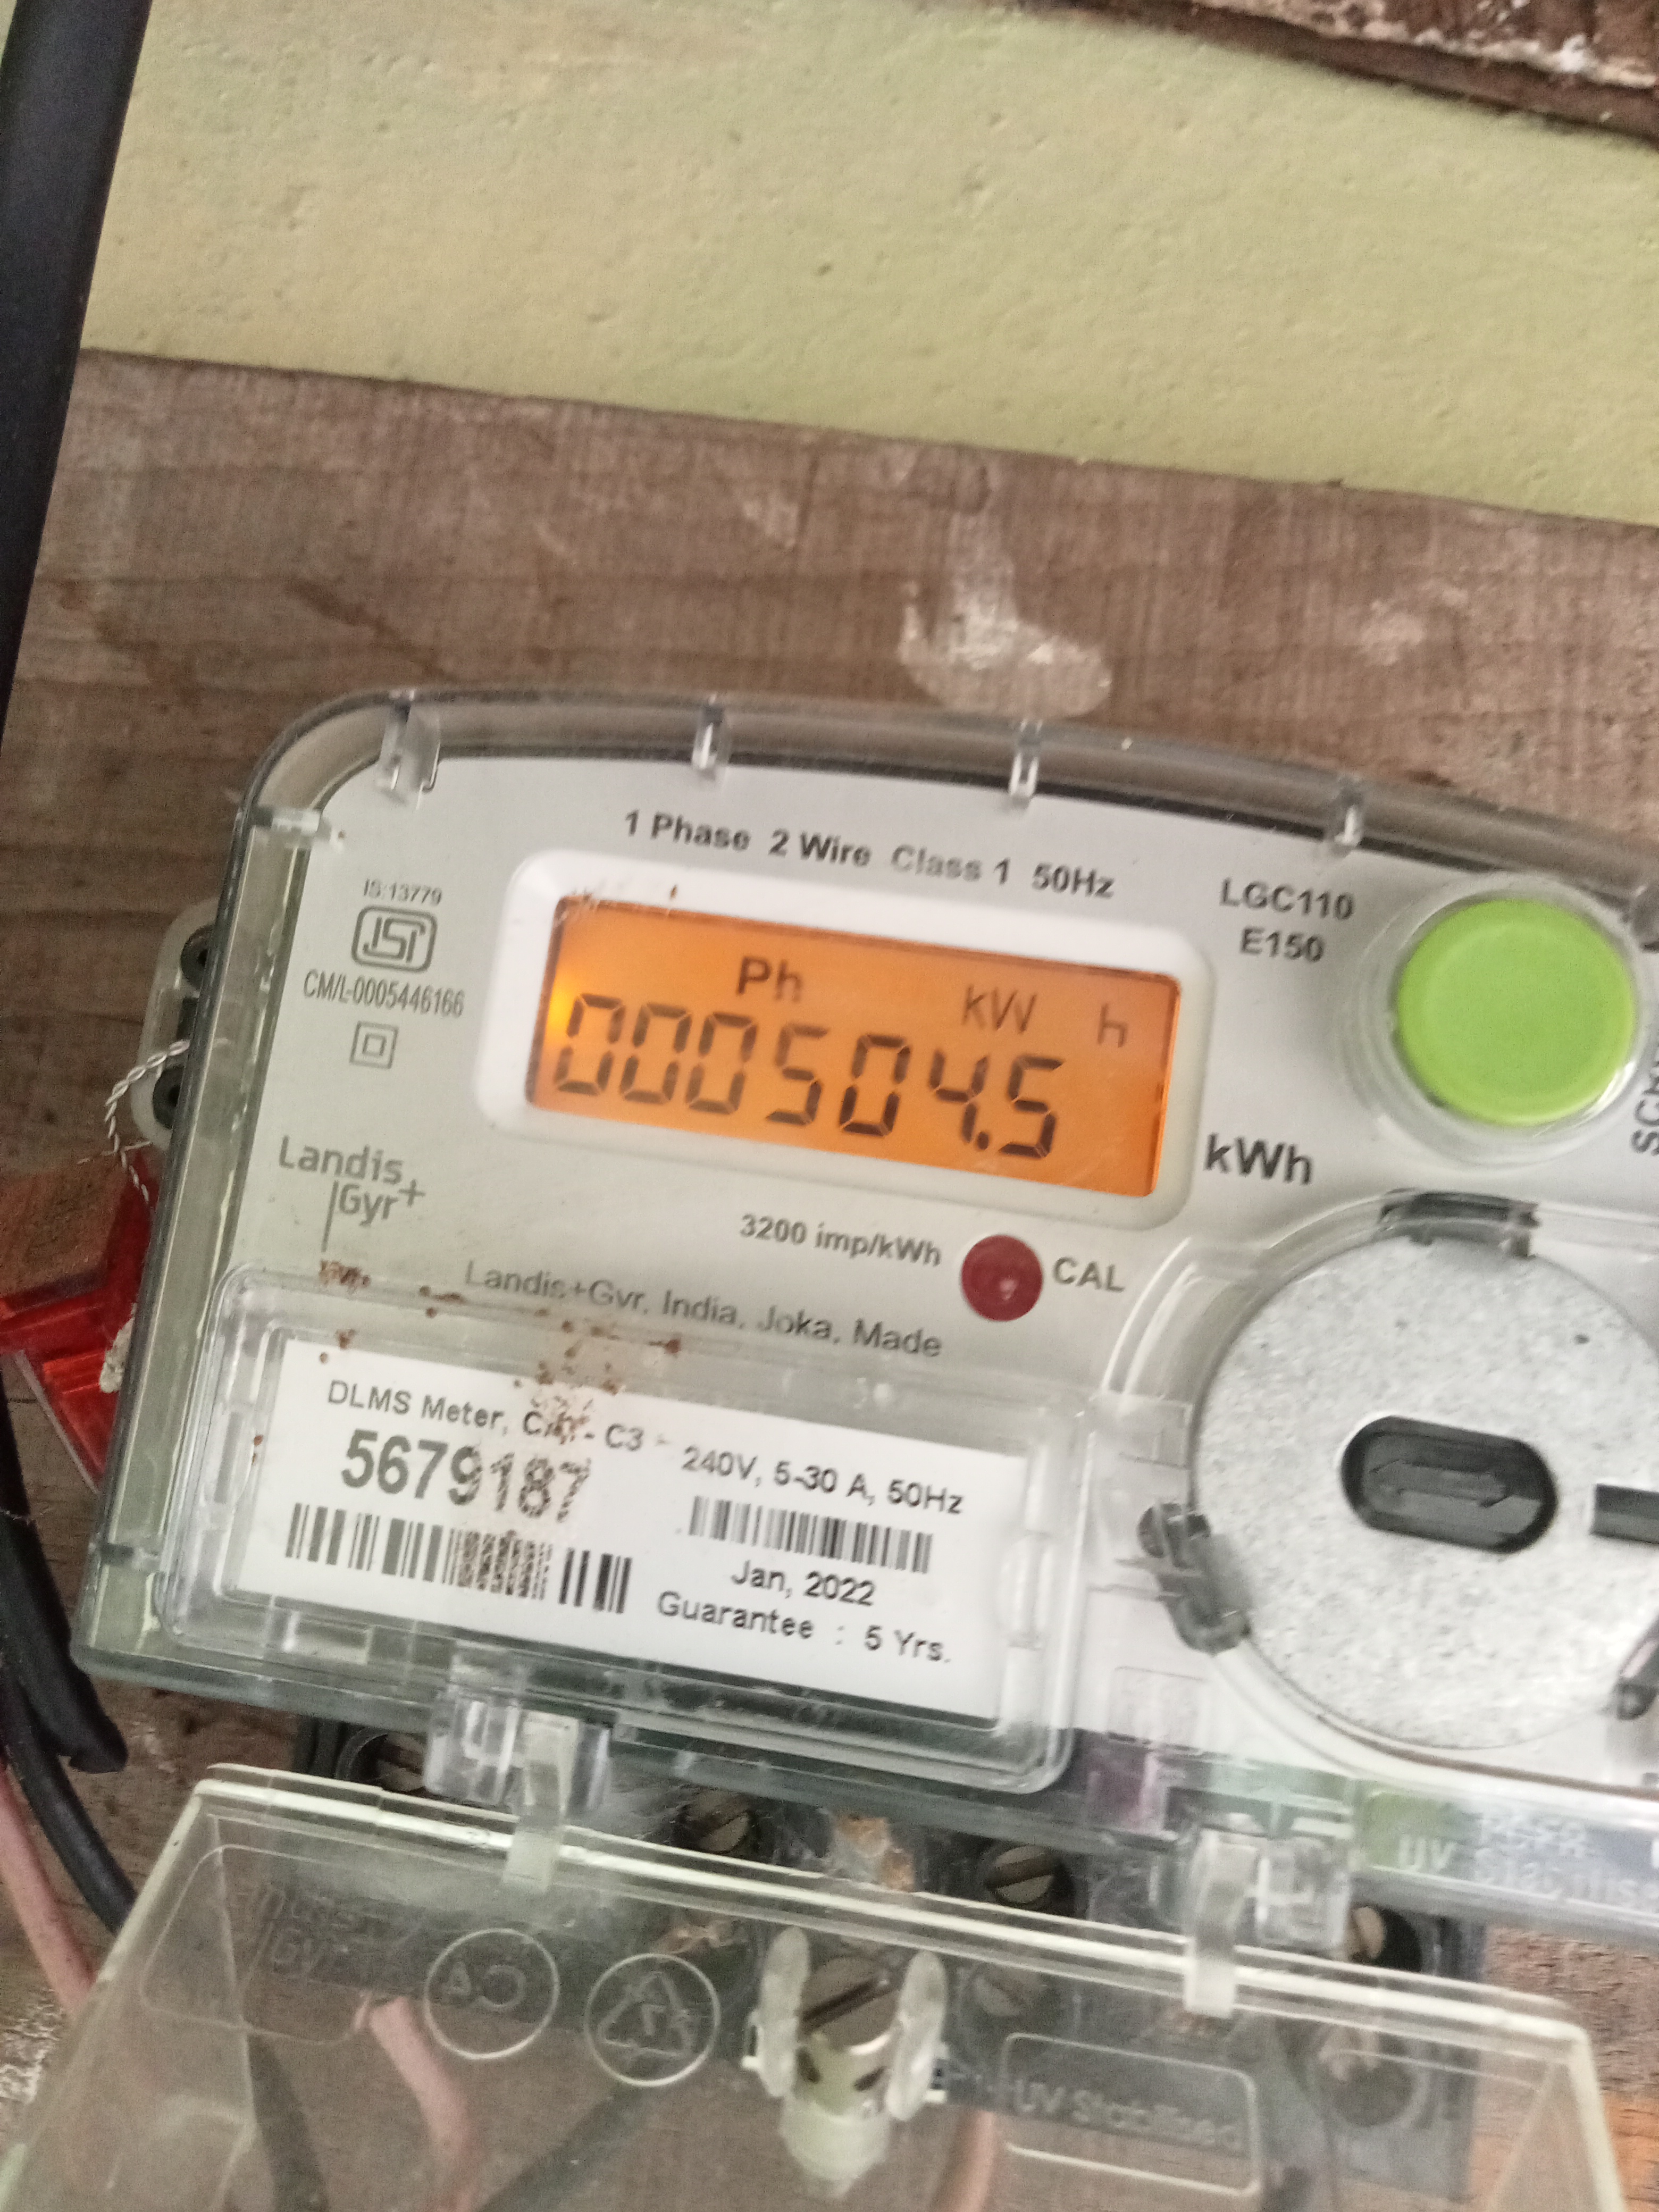 1 Phase 2 Wire Class 1 50Hz
IS:13779
CM/L-0005446166
LGC110
E150
Ph kW h
000504.5
kWh
Landis
Gyr+
3200 imp/kWh
CAL
Landis+Gyr, India, Joka, Made
DLMS Meter, C3
5679187
240V, 5-30 A, 50Hz
Jan, 2022
Guarantee : 5 Yrs.
UV
UV Stabilised